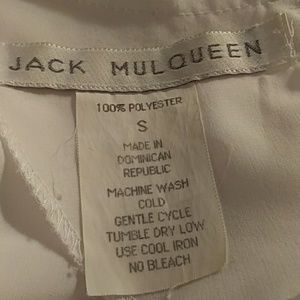 JACK MULQUEEN
100% POLYESTER
S
MADE IN
DOMINICAN
REPUBLIC
MACHINE WASH
COLD
GENTLE CYCLE
TUMBLE DRY LOW
USE COOL IRON
NO BLEACH